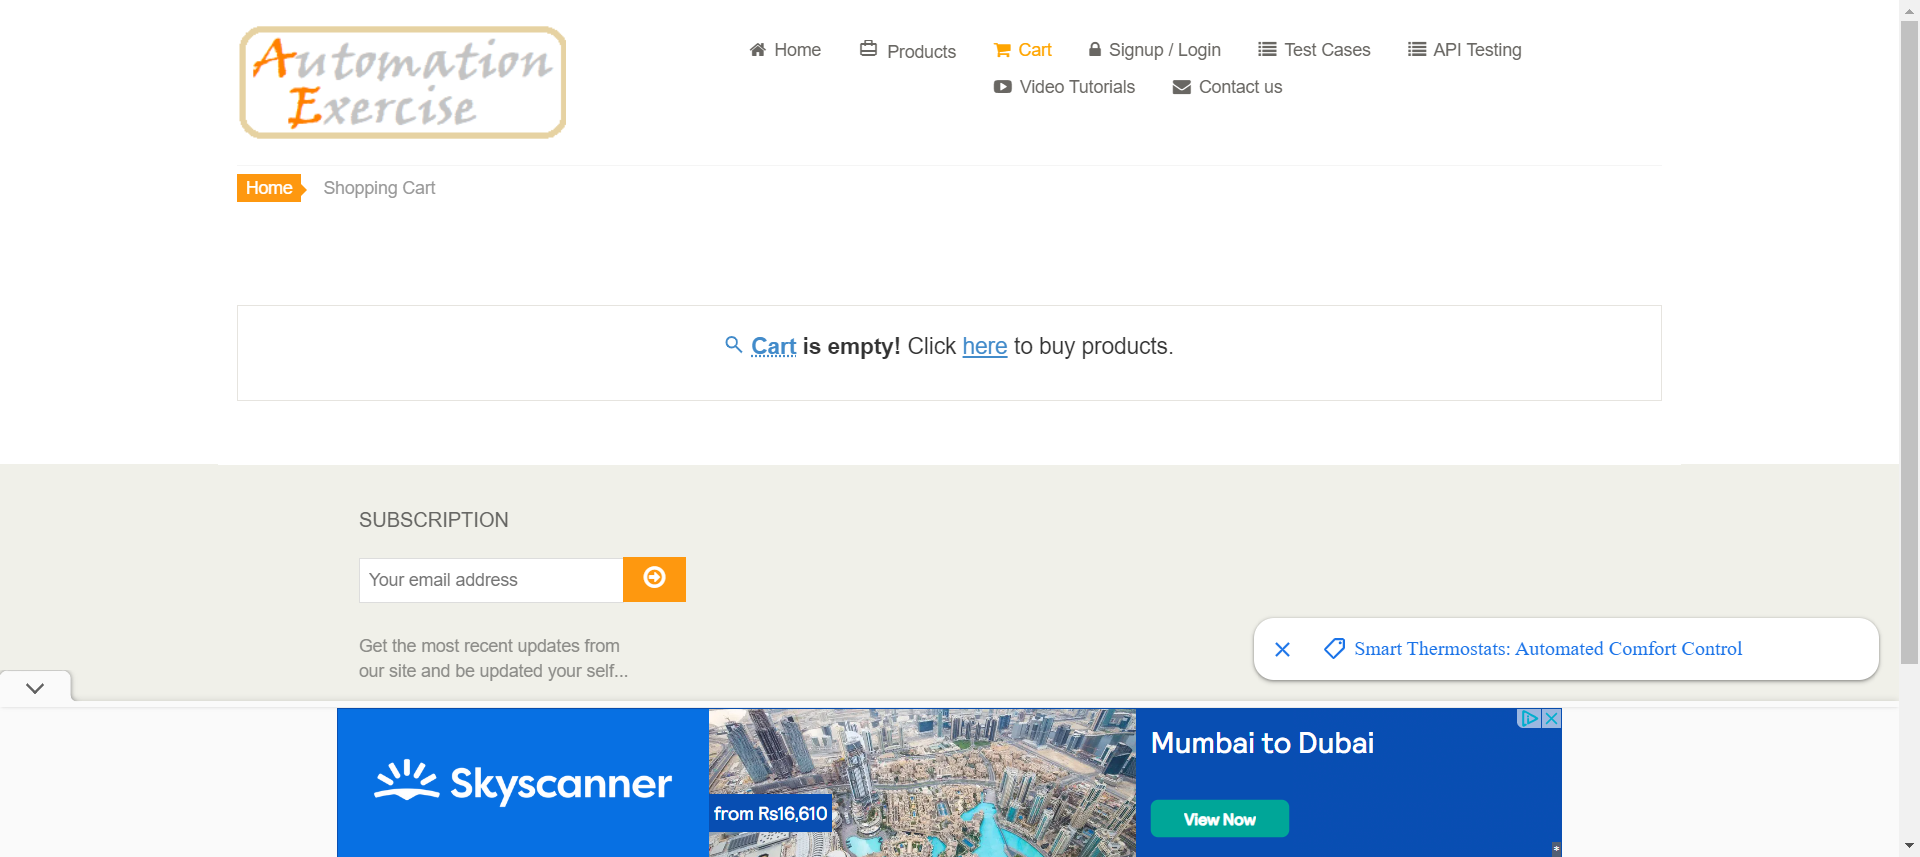 Automation
Exercise
Home
Products
Cart
Signup / Login
Test Cases
API Testing
Video Tutorials
Contact us
Home
Shopping Cart
Cart is empty! Click here to buy products.
SUBSCRIPTION
Your email address
Get the most recent updates from
our site and be updated your self...
Smart Thermostats: Automated Comfort Control
Skyscanner
from Rs16,610
Mumbai to Dubai
View Now